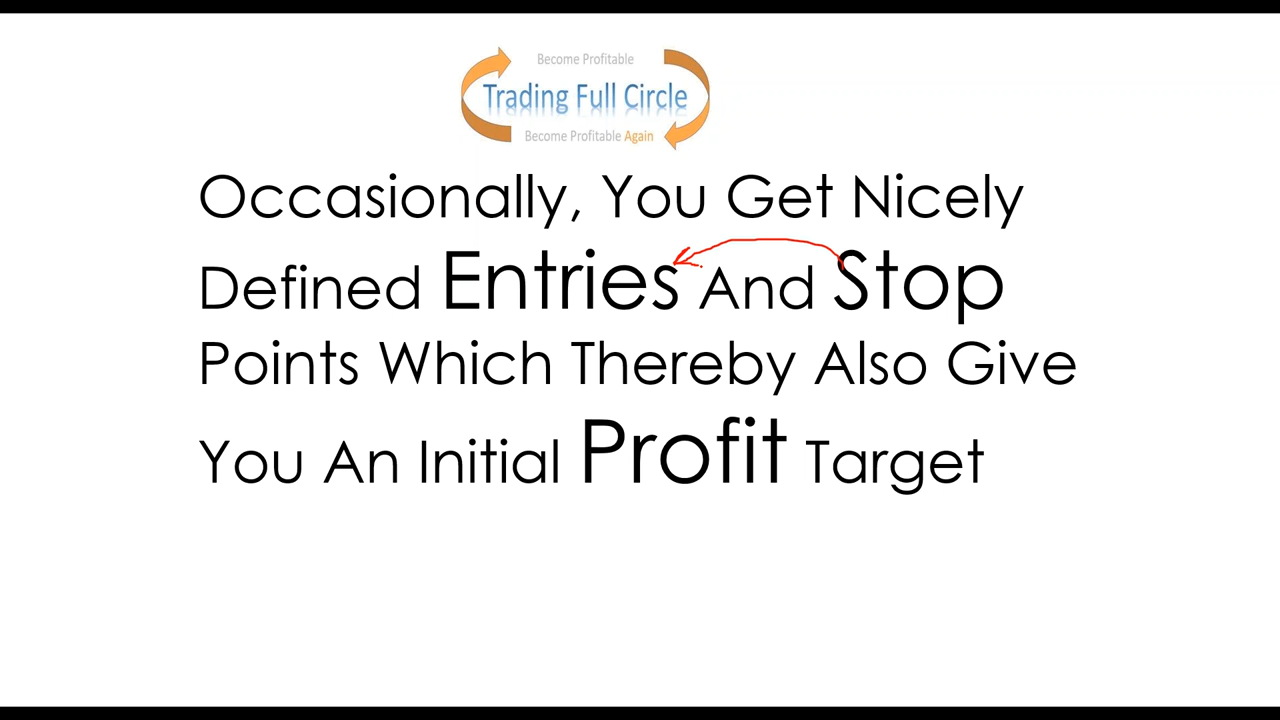 Become Profitable
Trading Full Circle
Become Profitable Again
Occasionally, You Get Nicely
Defined Entries And Stop
Points Which Thereby Also Give
You An Initial Profit Target